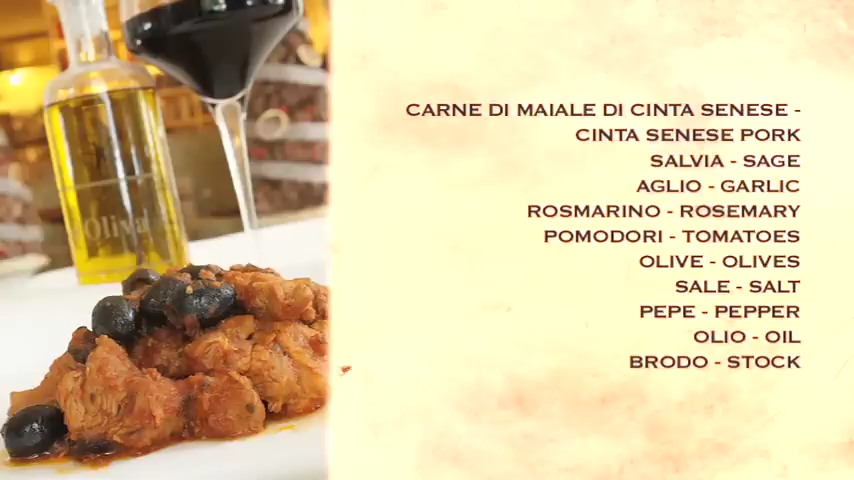 Oliva
CARNE DI MAIALE DI CINTA SENESE -
CINTA SENESE PORK
SALVIA - SAGE
AGLIO - GARLIC
ROSMARINO - ROSEMARY
POMODORI - TOMATOES
OLIVE - OLIVES
SALE - SALT
PEPE - PEPPER
OLIO - OIL
BRODO - STOCK